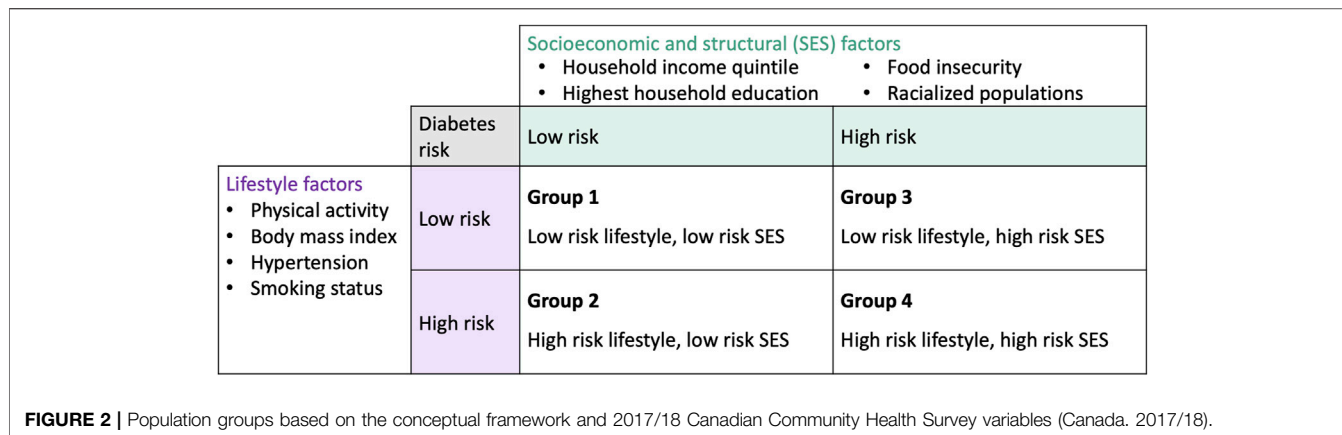 Socioeconomic and structural (SES) factors
• Household income quintile
• Highest household education
• Food insecurity
• Racialized populations
Diabetes
risk
Low risk
High risk
Lifestyle factors
• Physical activity
• Body mass index
• Hypertension
• Smoking status
Low risk
Group 1
Low risk lifestyle, low risk SES
Group 3
Low risk lifestyle, high risk SES
High risk
Group 2
High risk lifestyle, low risk SES
Group 4
High risk lifestyle, high risk SES
FIGURE 2 | Population groups based on the conceptual framework and 2017/18 Canadian Community Health Survey variables (Canada. 2017/18).